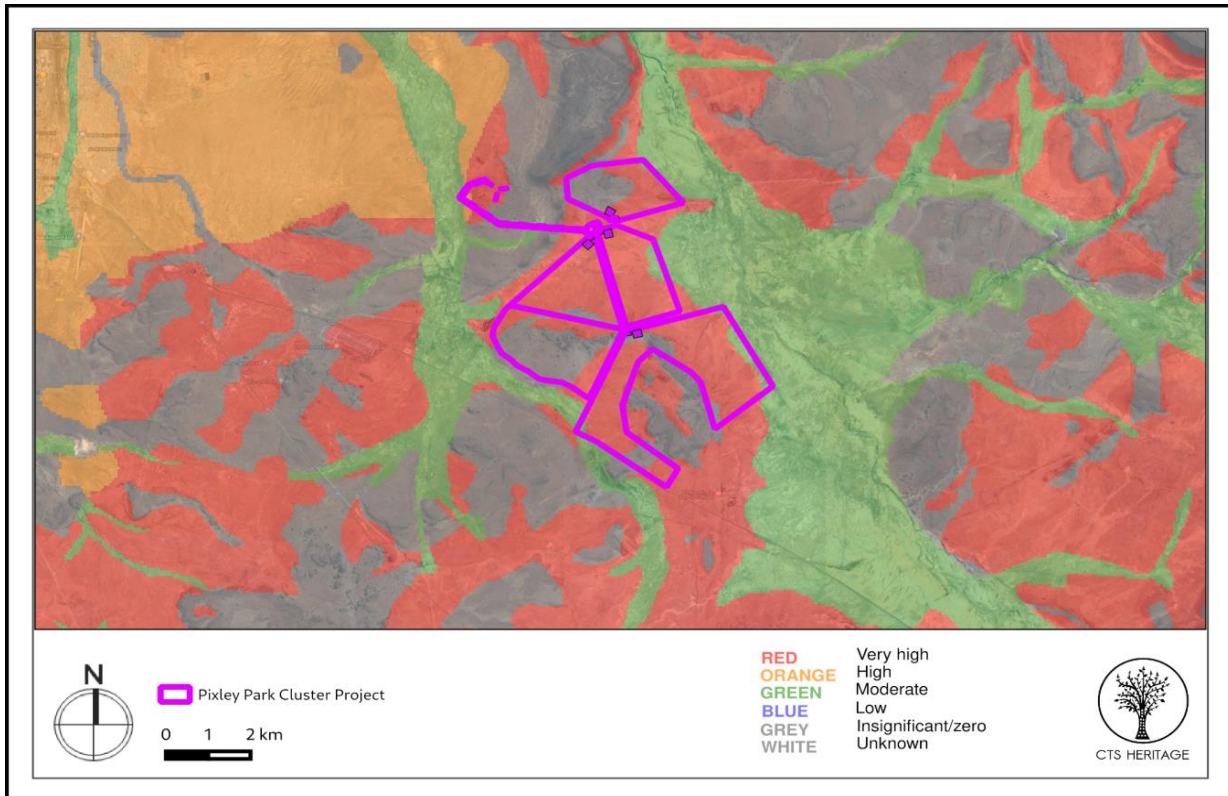 N
Pixley Park Cluster Project
0 1 2 km
RED Very high
ORANGE High
GREEN Moderate
BLUE Low
GREY Insignificant/zero
WHITE Unknown
CTS HERITAGE